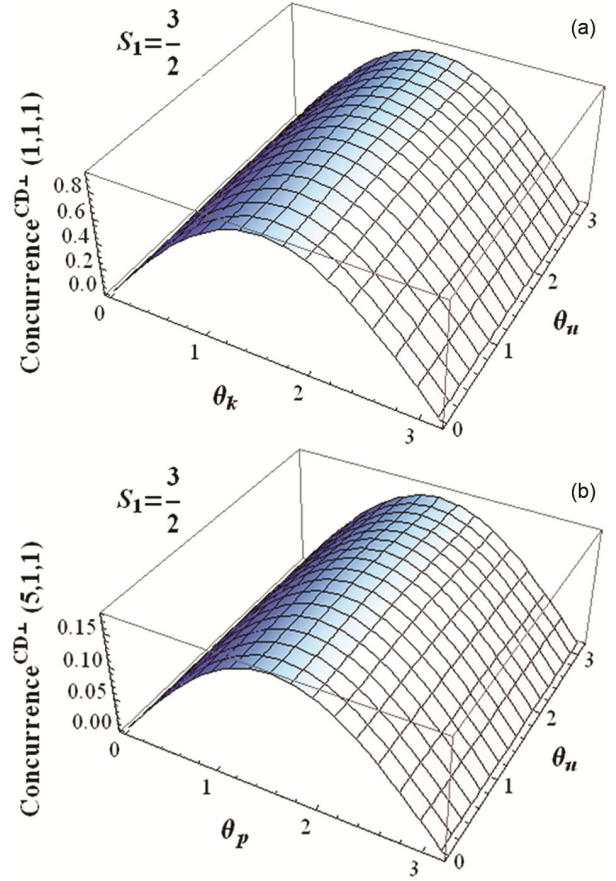 (a)
S₁=3/2
Concurrence^CD⊥ (1,1,1)
0.8
0.6
0.4
0.2
0.0
0
1
2
3
θₖ
0
1
2
3
θᵤ
(b)
S₁=3/2
Concurrence^CD⊥ (5,1,1)
0.15
0.10
0.05
0.00
0
1
2
3
θₚ
0
1
2
3
θᵤ